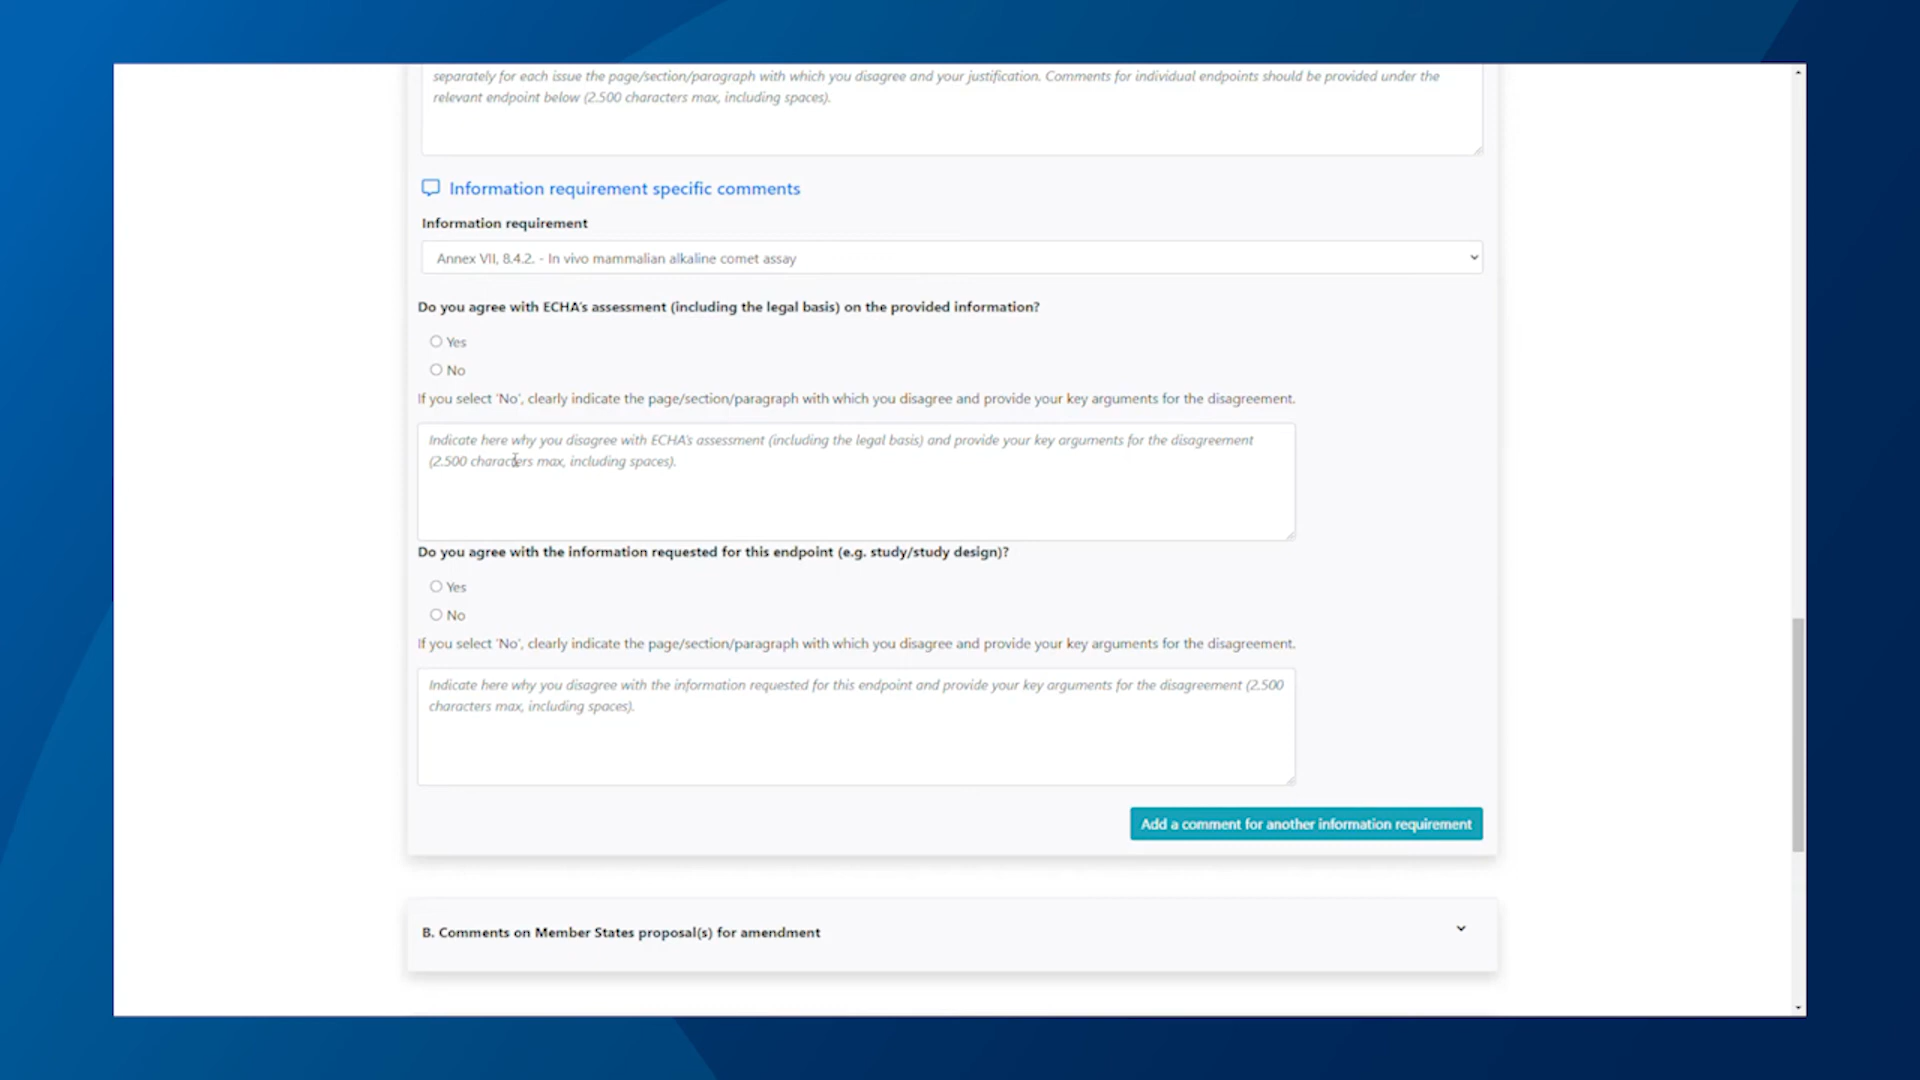 separately for each issue the page/section/paragraph with which you disagree and your justification. Comments for individual endpoints should be provided under the
relevant endpoint below (2.500 characters max, including spaces).
Information requirement specific comments
Information requirement
Annex VII, 8.4.2. - In vivo mammalian alkaline comet assay
Do you agree with ECHA's assessment (including the legal basis) on the provided information?
Yes
No
If you select 'No', clearly indicate the page/section/paragraph with which you disagree and provide your key arguments for the disagreement.
Indicate here why you disagree with ECHA's assessment (including the legal basis) and provide your key arguments for the disagreement
(2.500 characters max, including spaces).
Do you agree with the information requested for this endpoint (e.g. study/study design)?
Yes
No
If you select 'No', clearly indicate the page/section/paragraph with which you disagree and provide your key arguments for the disagreement.
Indicate here why you disagree with the information requested for this endpoint and provide your key arguments for the disagreement (2.500
characters max, including spaces).
Add a comment for another information requirement
B. Comments on Member States proposal(s) for amendment